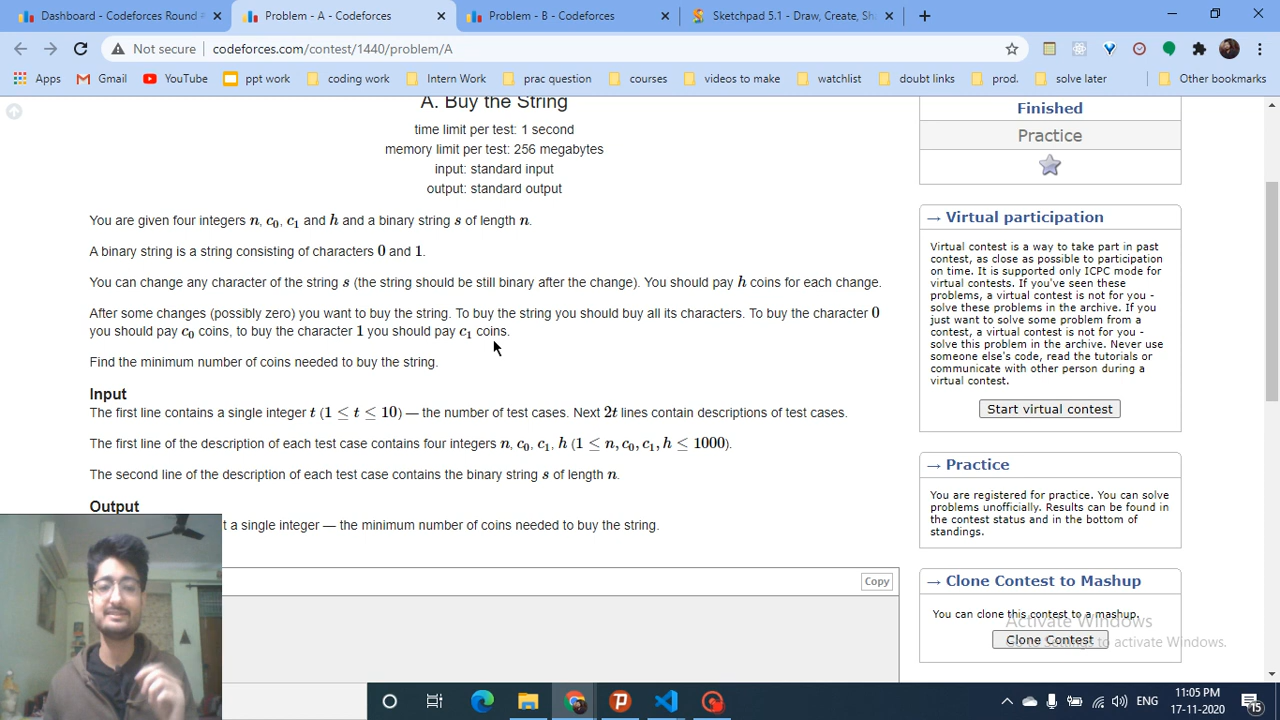 Dashboard - Codeforces Round
Problem - A - Codeforces
Problem - B - Codeforces
Sketchpad 5.1 - Draw, Create, Sh
Not secure
codeforces.com/contest/1440/problem/A
Apps
Gmail
YouTube
ppt work
coding work
Intern Work
prac question
courses
videos to make
watchlist
doubt links
prod.
solve later
Other bookmarks
A. Buy the String
time limit per test: 1 second
memory limit per test: 256 megabytes
input: standard input
output: standard output
You are given four integers n, c₀, c₁ and h and a binary string s of length n.
A binary string is a string consisting of characters 0 and 1.
You can change any character of the string s (the string should be still binary after the change). You should pay h coins for each change.
After some changes (possibly zero) you want to buy the string. To buy the string you should buy all its characters. To buy the character 0
you should pay c₀ coins, to buy the character 1 you should pay c₁ coins.
Find the minimum number of coins needed to buy the string.
Input
The first line contains a single integer t (1 ≤ t ≤ 10) — the number of test cases. Next 2t lines contain descriptions of test cases.
The first line of the description of each test case contains four integers n, c₀, c₁, h (1 ≤ n, c₀, c₁, h ≤ 1000).
The second line of the description of each test case contains the binary string s of length n.
Output
t a single integer — the minimum number of coins needed to buy the string.
Copy
Finished
Practice
→ Virtual participation
Virtual contest is a way to take part in past
contest, as close as possible to participation
on time. It is supported only ICPC mode for
virtual contests. If you've seen these
problems, a virtual contest is not for you -
solve these problems in the archive. If you
just want to solve some problem from a
contest, a virtual contest is not for you -
solve this problem in the archive. Never use
someone else's code, read the tutorials or
communicate with other person during a
virtual contest.
Start virtual contest
→ Practice
You are registered for practice. You can solve
problems unofficially. Results can be found
in the contest status and in the bottom of
standings.
→ Clone Contest to Mashup
You can clone this contest to a mashup.
Clone Contest
Activate Windows
Go to Settings to activate Windows.
ENG
11:05 PM
17-11-2020
15